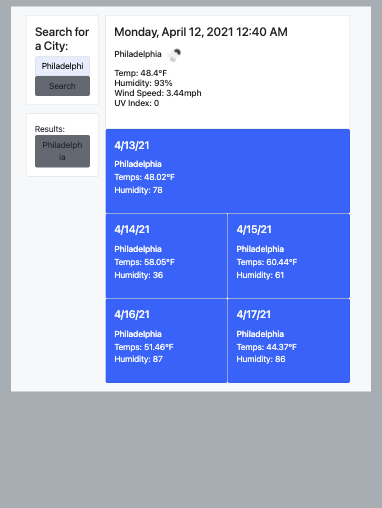 Search for
a City:
Philadelphi
Search
Results:
Philadelph
ia
Monday, April 12, 2021 12:40 AM
Philadelphia
Temp: 48.4°F
Humidity: 93%
Wind Speed: 3.44mph
UV Index: 0
4/13/21
Philadelphia
Temps: 48.02°F
Humidity: 78
4/14/21
Philadelphia
Temps: 58.05°F
Humidity: 36
4/15/21
Philadelphia
Temps: 60.44°F
Humidity: 61
4/16/21
Philadelphia
Temps: 51.46°F
Humidity: 87
4/17/21
Philadelphia
Temps: 44.37°F
Humidity: 86